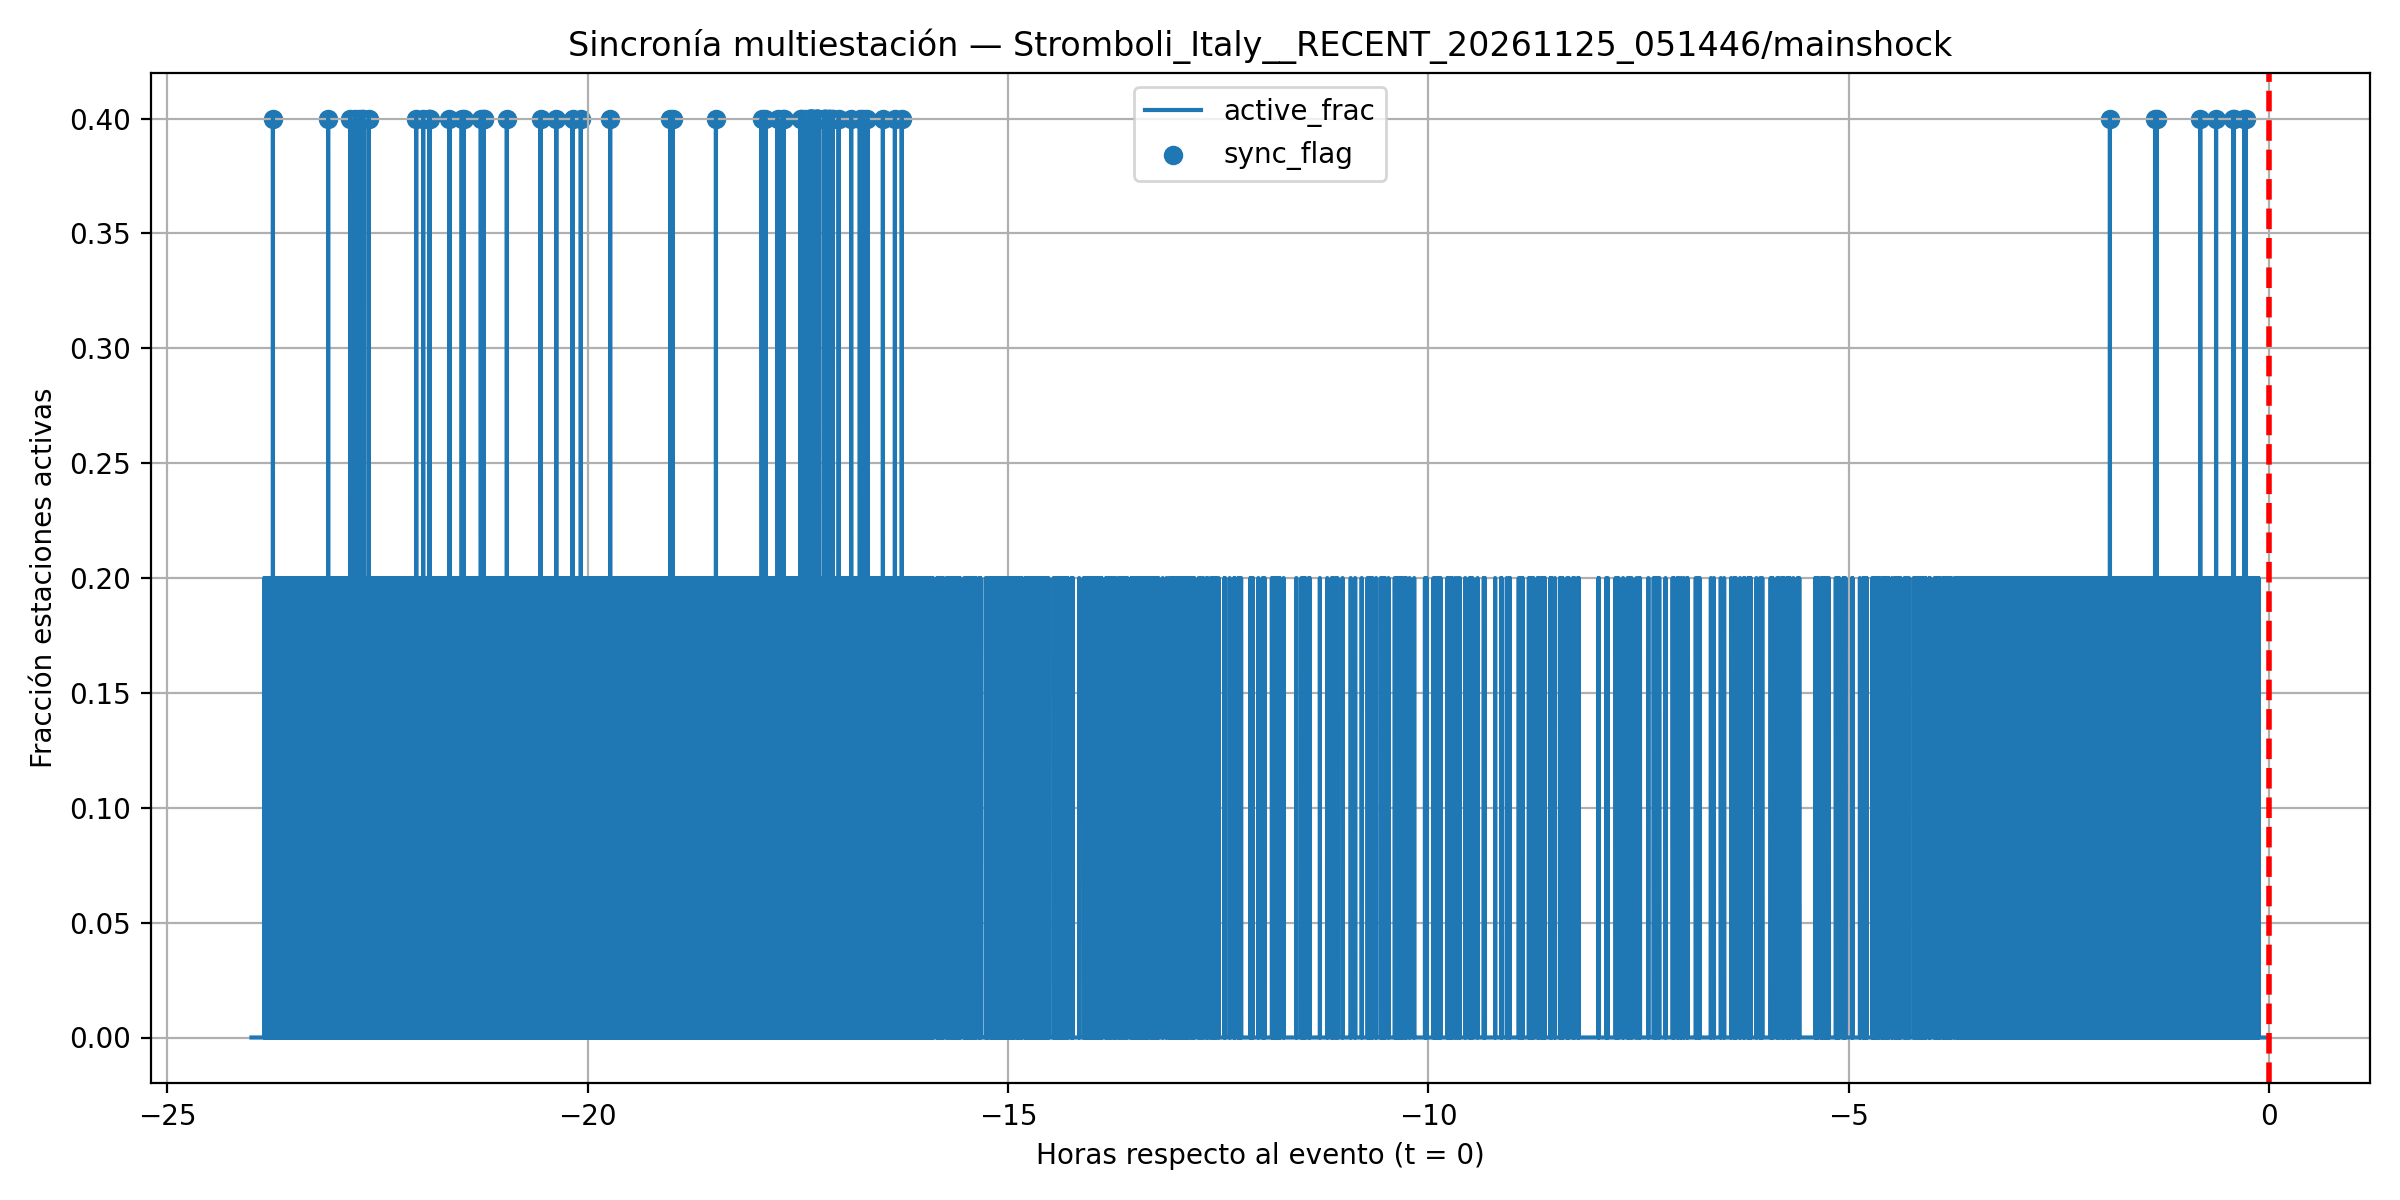 Sincronía multiestación — Stromboli_Italy__RECENT_20261125_051446/mainshock
active_frac
sync_flag
Fracción estaciones activas
0.40
0.35
0.30
0.25
0.20
0.15
0.10
0.05
0.00
−25 −20 −15 −10 −5 0
Horas respecto al evento (t = 0)